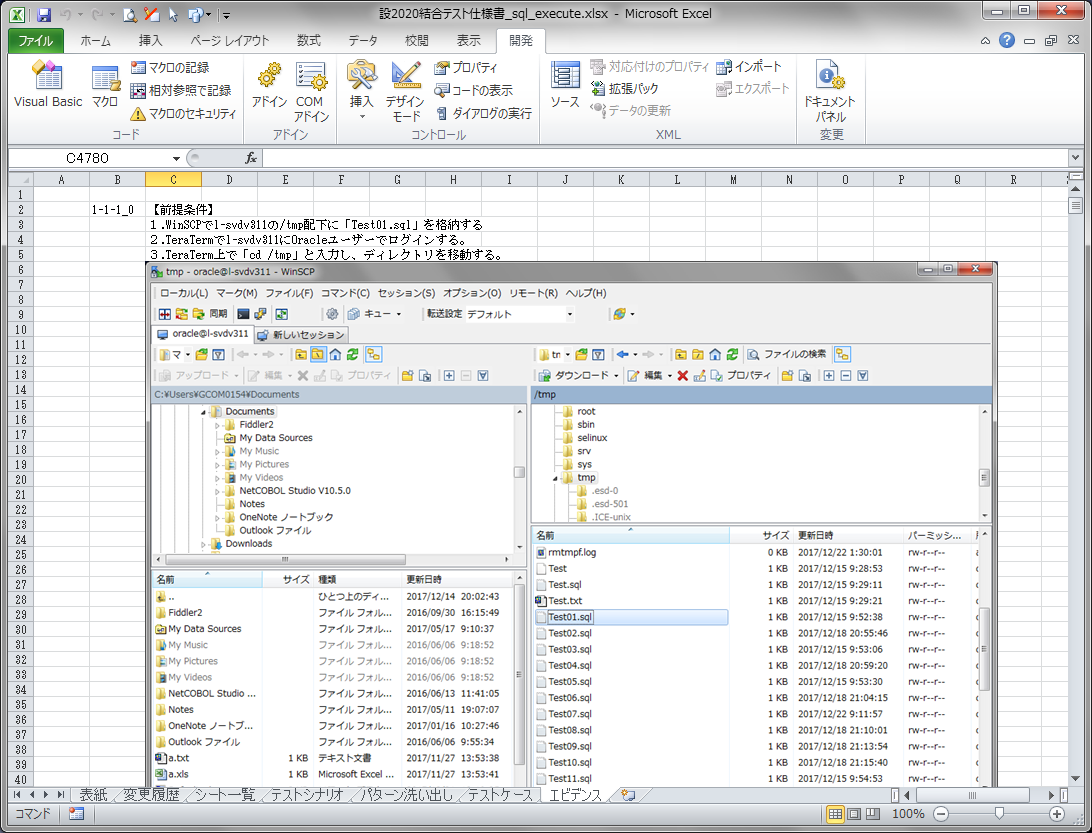 設2020結合テスト仕様書_sql_execute.xlsx - Microsoft Excel
ファイル ホーム 挿入 ページ レイアウト 数式 データ 校閲 表示 開発
Visual Basic マクロ マクロの記録 相対参照で記録 マクロのセキュリティ
コード
アドイン COM アドイン
アドイン
挿入 デザイン モード プロパティ コードの表示 ダイアログの実行
コントロール
ソース 対応付けのプロパティ 拡張パック データの更新 インポート エクスポート
XML
ドキュメント パネル
変更
C4780 fx
A B C D E F G H I J K L M N O P Q R
1
2 1-1-1_0 【前提条件】
3 1.WinSCPでl-svdv311の/tmp配下に「Test01.sql」を格納する
4 2.TeraTermでl-svdv311にOracleユーザーでログインする。
5 3.TeraTerm上で「cd /tmp」と入力し、ディレクトリを移動する。
6
7
8
9
10
11
12
13
14
15
16
17
18
19
20
21
22
23
24
25
26
27
28
29
30
31
32
33
34
35
36
37
38
39
40
tmp - oracle@l-svdv311 - WinSCP
ローカル(L) マーク(M) ファイル(F) コマンド(C) セッション(S) オプション(O) リモート(R) ヘルプ(H)
同期 キュー 転送設定 デフォルト
oracle@l-svdv311 新しいセッション
マ
アップロード 編集 プロパティ
C:¥Users¥GCOM0154¥Documents
Documents
Fiddler2
My Data Sources
My Music
My Pictures
My Videos
NetCOBOL Studio V10.5.0
Notes
OneNote ノートブック
Outlook ファイル
Downloads
名前 サイズ 種類 更新日時
.. ひとつ上のディ... 2017/12/14 20:02:43
Fiddler2 ファイル フォル... 2016/09/30 16:15:49
My Data Sources ファイル フォル... 2017/05/17 9:10:37
My Music ファイル フォル... 2016/06/06 9:18:52
My Pictures ファイル フォル... 2016/06/06 9:18:52
My Videos ファイル フォル... 2016/06/06 9:18:52
NetCOBOL Studio ... ファイル フォル... 2016/06/13 11:41:05
Notes ファイル フォル... 2017/05/11 19:07:07
OneNote ノートブ... ファイル フォル... 2017/01/16 10:27:46
Outlook ファイル ファイル フォル... 2016/06/06 9:55:34
a.txt 1 KB テキスト文書 2017/11/27 13:53:38
a.xls 1 KB Microsoft Excel ... 2017/11/27 13:53:41
ファイルの検索
ダウンロード 編集 プロパティ
/tmp
root
sbin
selinux
srv
sys
tmp
.esd-0
.esd-501
.ICE-unix
名前 サイズ 更新日時 パーミッシ...
rmtmpf.log 0 KB 2017/12/22 1:30:01 rw-r--r--
Test 1 KB 2017/12/15 9:28:53 rw-r--r--
Test.sql 1 KB 2017/12/15 9:29:11 rw-r--r--
Test.txt 1 KB 2017/12/15 9:29:21 rw-r--r--
Test01.sql 1 KB 2017/12/15 9:52:38 rw-r--r--
Test02.sql 1 KB 2017/12/18 20:55:46 rw-r--r--
Test03.sql 1 KB 2017/12/15 9:53:06 rw-r--r--
Test04.sql 1 KB 2017/12/18 20:59:20 rw-r--r--
Test05.sql 1 KB 2017/12/15 9:53:30 rw-r--r--
Test06.sql 1 KB 2017/12/18 21:04:15 rw-r--r--
Test07.sql 1 KB 2017/12/22 9:11:57 rw-r--r--
Test08.sql 1 KB 2017/12/18 21:10:01 rw-r--r--
Test09.sql 1 KB 2017/12/18 21:13:54 rw-r--r--
Test10.sql 1 KB 2017/12/18 21:15:40 rw-r--r--
Test11.sql 1 KB 2017/12/15 9:54:53 rw-r--r--
表紙 変更履歴 シート一覧 テストシナリオ パターン洗い出し テストケース エビデンス
コマンド 100%